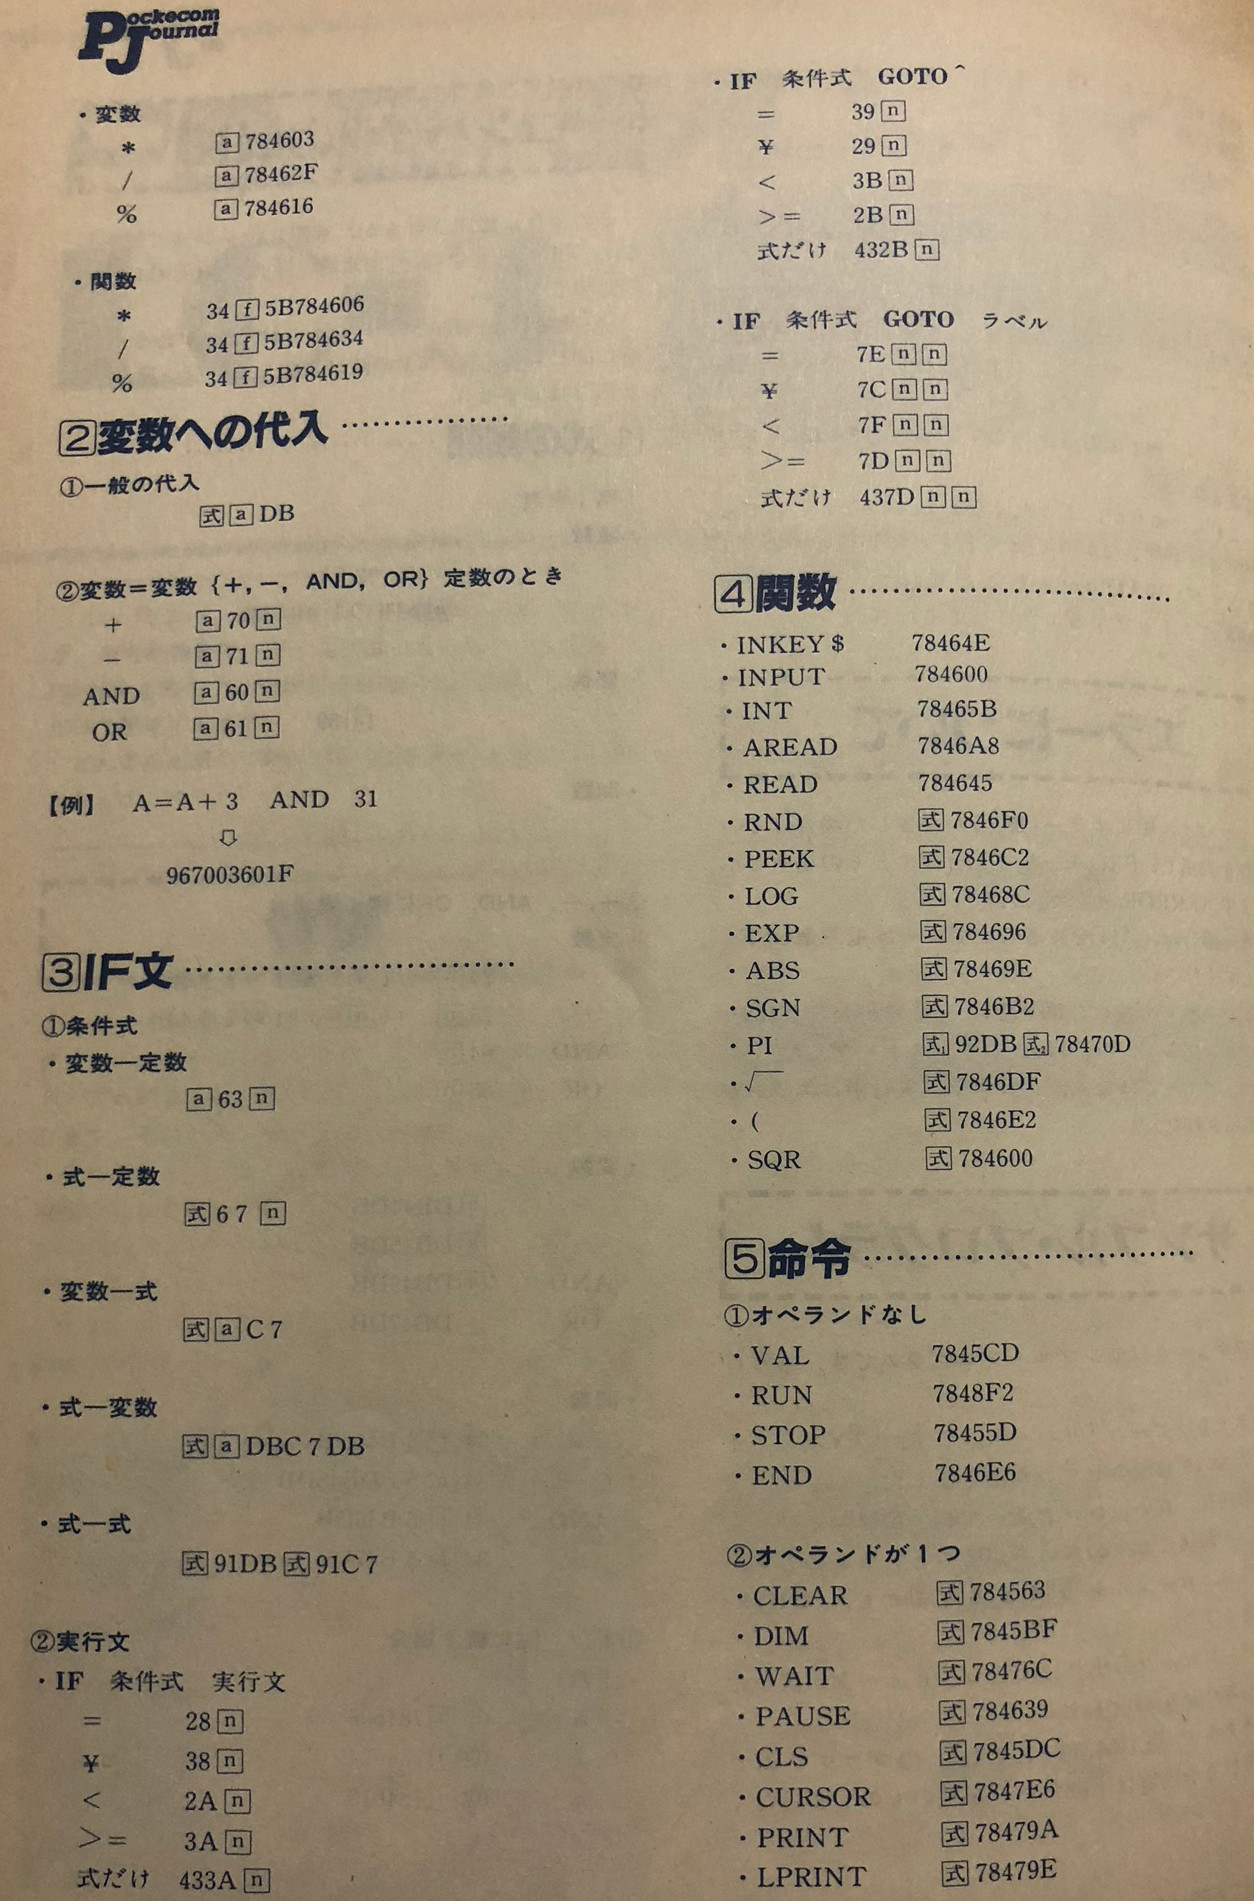 Pockecom Journal
・変数
* [a]784603
/ [a]78462F
% [a]784616
・関数
* 34[f]5B784606
/ 34[f]5B784634
% 34[f]5B784619
[2]変数への代入 ………………
①一般の代入
[式][a]DB
②変数=変数 {+, −, AND, OR} 定数のとき
+ [a]70[n]
− [a]71[n]
AND [a]60[n]
OR [a]61[n]
【例】 A=A+3 AND 31
⇩
967003601F
[3]IF文 ………………………………
①条件式
・変数―定数
[a]63[n]
・式―定数
[式]67[n]
・変数―式
[式][a]C7
・式―変数
[式][a]DBC7DB
・式―式
[式]91DB[式]91C7
②実行文
・IF 条件式 実行文
= 28[n]
¥ 38[n]
< 2A[n]
>= 3A[n]
式だけ 433A[n]
・IF 条件式 GOTO ^
= 39[n]
¥ 29[n]
< 3B[n]
>= 2B[n]
式だけ 432B[n]
・IF 条件式 GOTO ラベル
= 7E[n][n]
¥ 7C[n][n]
< 7F[n][n]
>= 7D[n][n]
式だけ 437D[n][n]
[4]関数 ………………………………
・INKEY$ 78464E
・INPUT 784600
・INT 78465B
・AREAD 7846A8
・READ 784645
・RND [式]7846F0
・PEEK [式]7846C2
・LOG [式]78468C
・EXP [式]784696
・ABS [式]78469E
・SGN [式]7846B2
・PI [式₁]92DB[式₂]78470D
・√ [式]7846DF
・( [式]7846E2
・SQR [式]784600
[5]命令 ………………………………
①オペランドなし
・VAL 7845CD
・RUN 7848F2
・STOP 78455D
・END 7846E6
②オペランドが1つ
・CLEAR [式]784563
・DIM [式]7845BF
・WAIT [式]78476C
・PAUSE [式]784639
・CLS [式]7845DC
・CURSOR [式]7847E6
・PRINT [式]78479A
・LPRINT [式]78479E